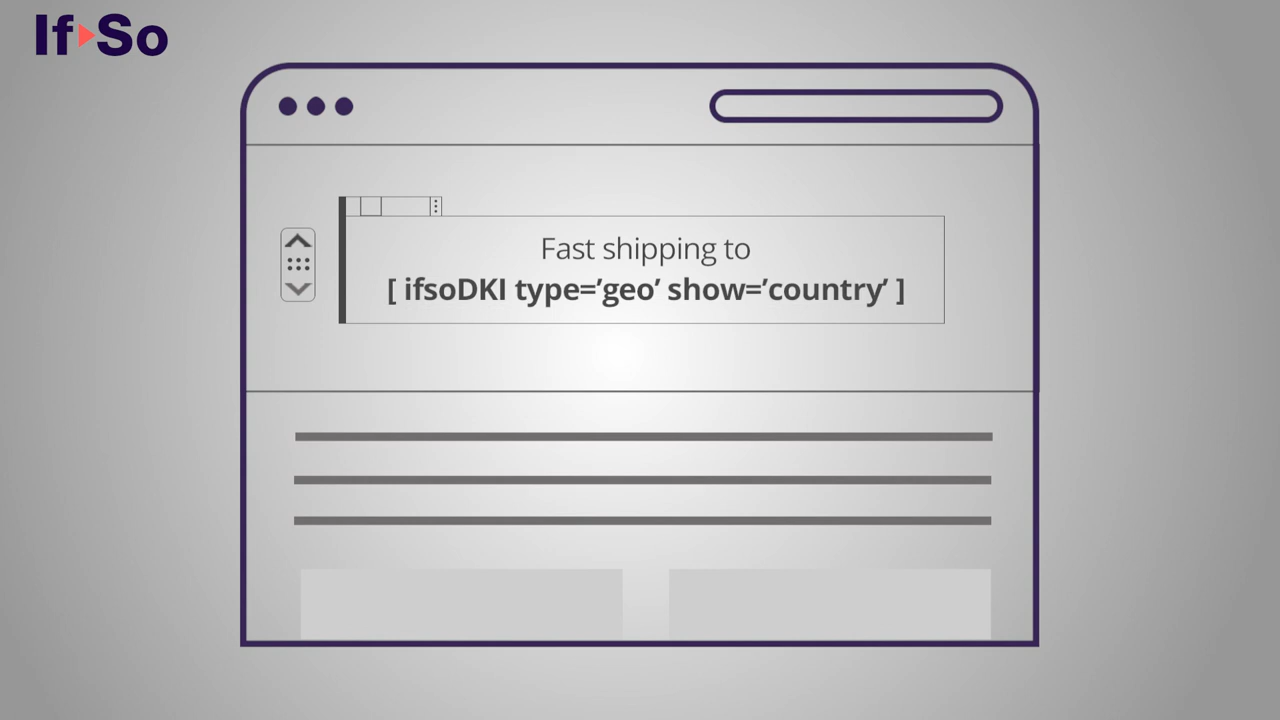 If So
Fast shipping to
[ ifsoDKI type=’geo’ show=’country’ ]